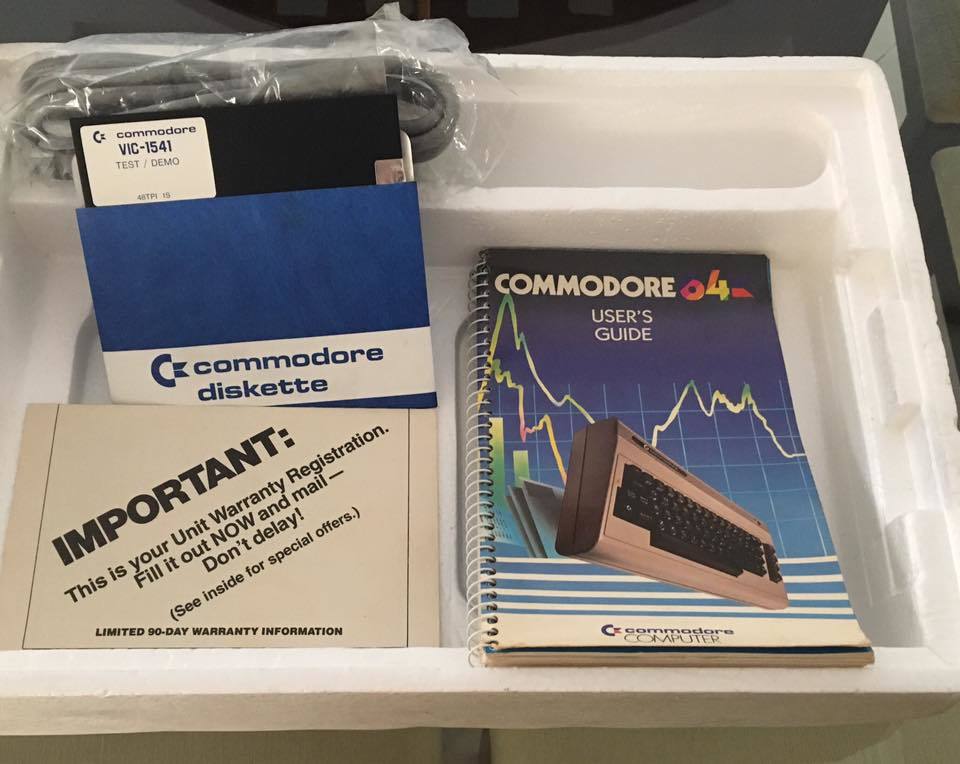 commodore
VIC-1541
TEST / DEMO
48TPI 1S
commodore
diskette
IMPORTANT:
This is your Unit Warranty Registration.
Fill it out NOW and mail—
Don't delay!
(See inside for special offers.)
LIMITED 90-DAY WARRANTY INFORMATION
COMMODORE 64
USER'S
GUIDE
commodore
COMPUTER